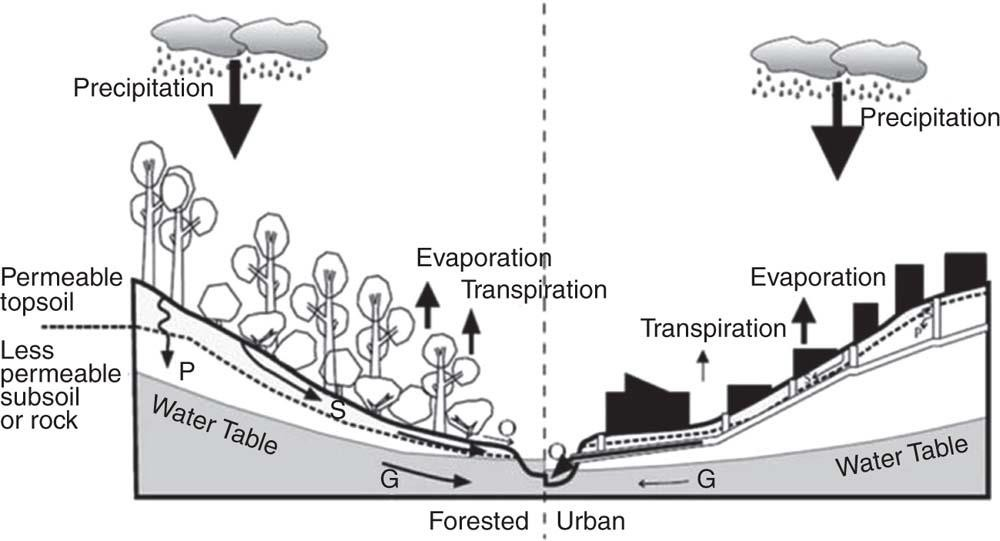 Precipitation
Precipitation
Evaporation
Transpiration
Evaporation
Transpiration
Permeable
topsoil
Less
permeable
subsoil
or rock
P
S
O
O
Water Table
Water Table
G
G
Forested
Urban